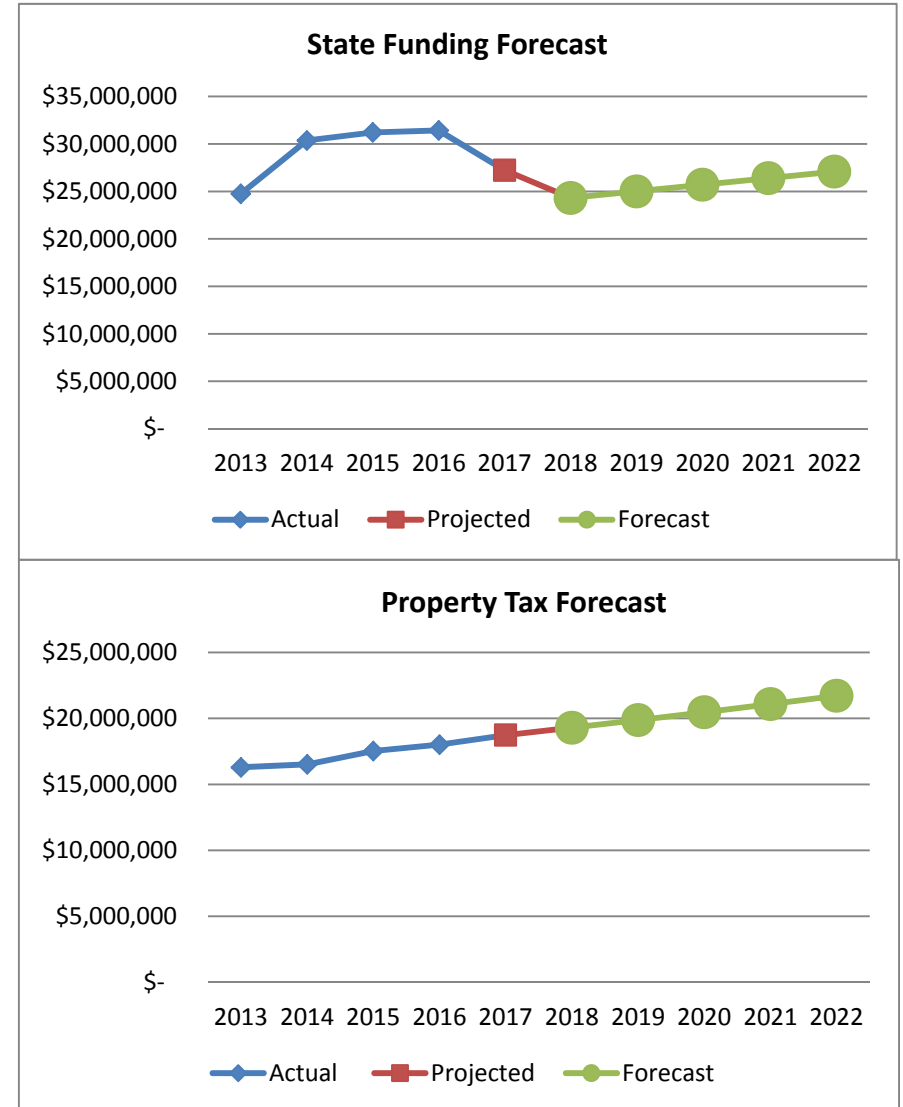 State Funding Forecast
$35,000,000
$30,000,000
$25,000,000
$20,000,000
$15,000,000
$10,000,000
$5,000,000
$-
2013 2014 2015 2016 2017 2018 2019 2020 2021 2022
Actual Projected Forecast
Property Tax Forecast
$25,000,000
$20,000,000
$15,000,000
$10,000,000
$5,000,000
$-
2013 2014 2015 2016 2017 2018 2019 2020 2021 2022
Actual Projected Forecast